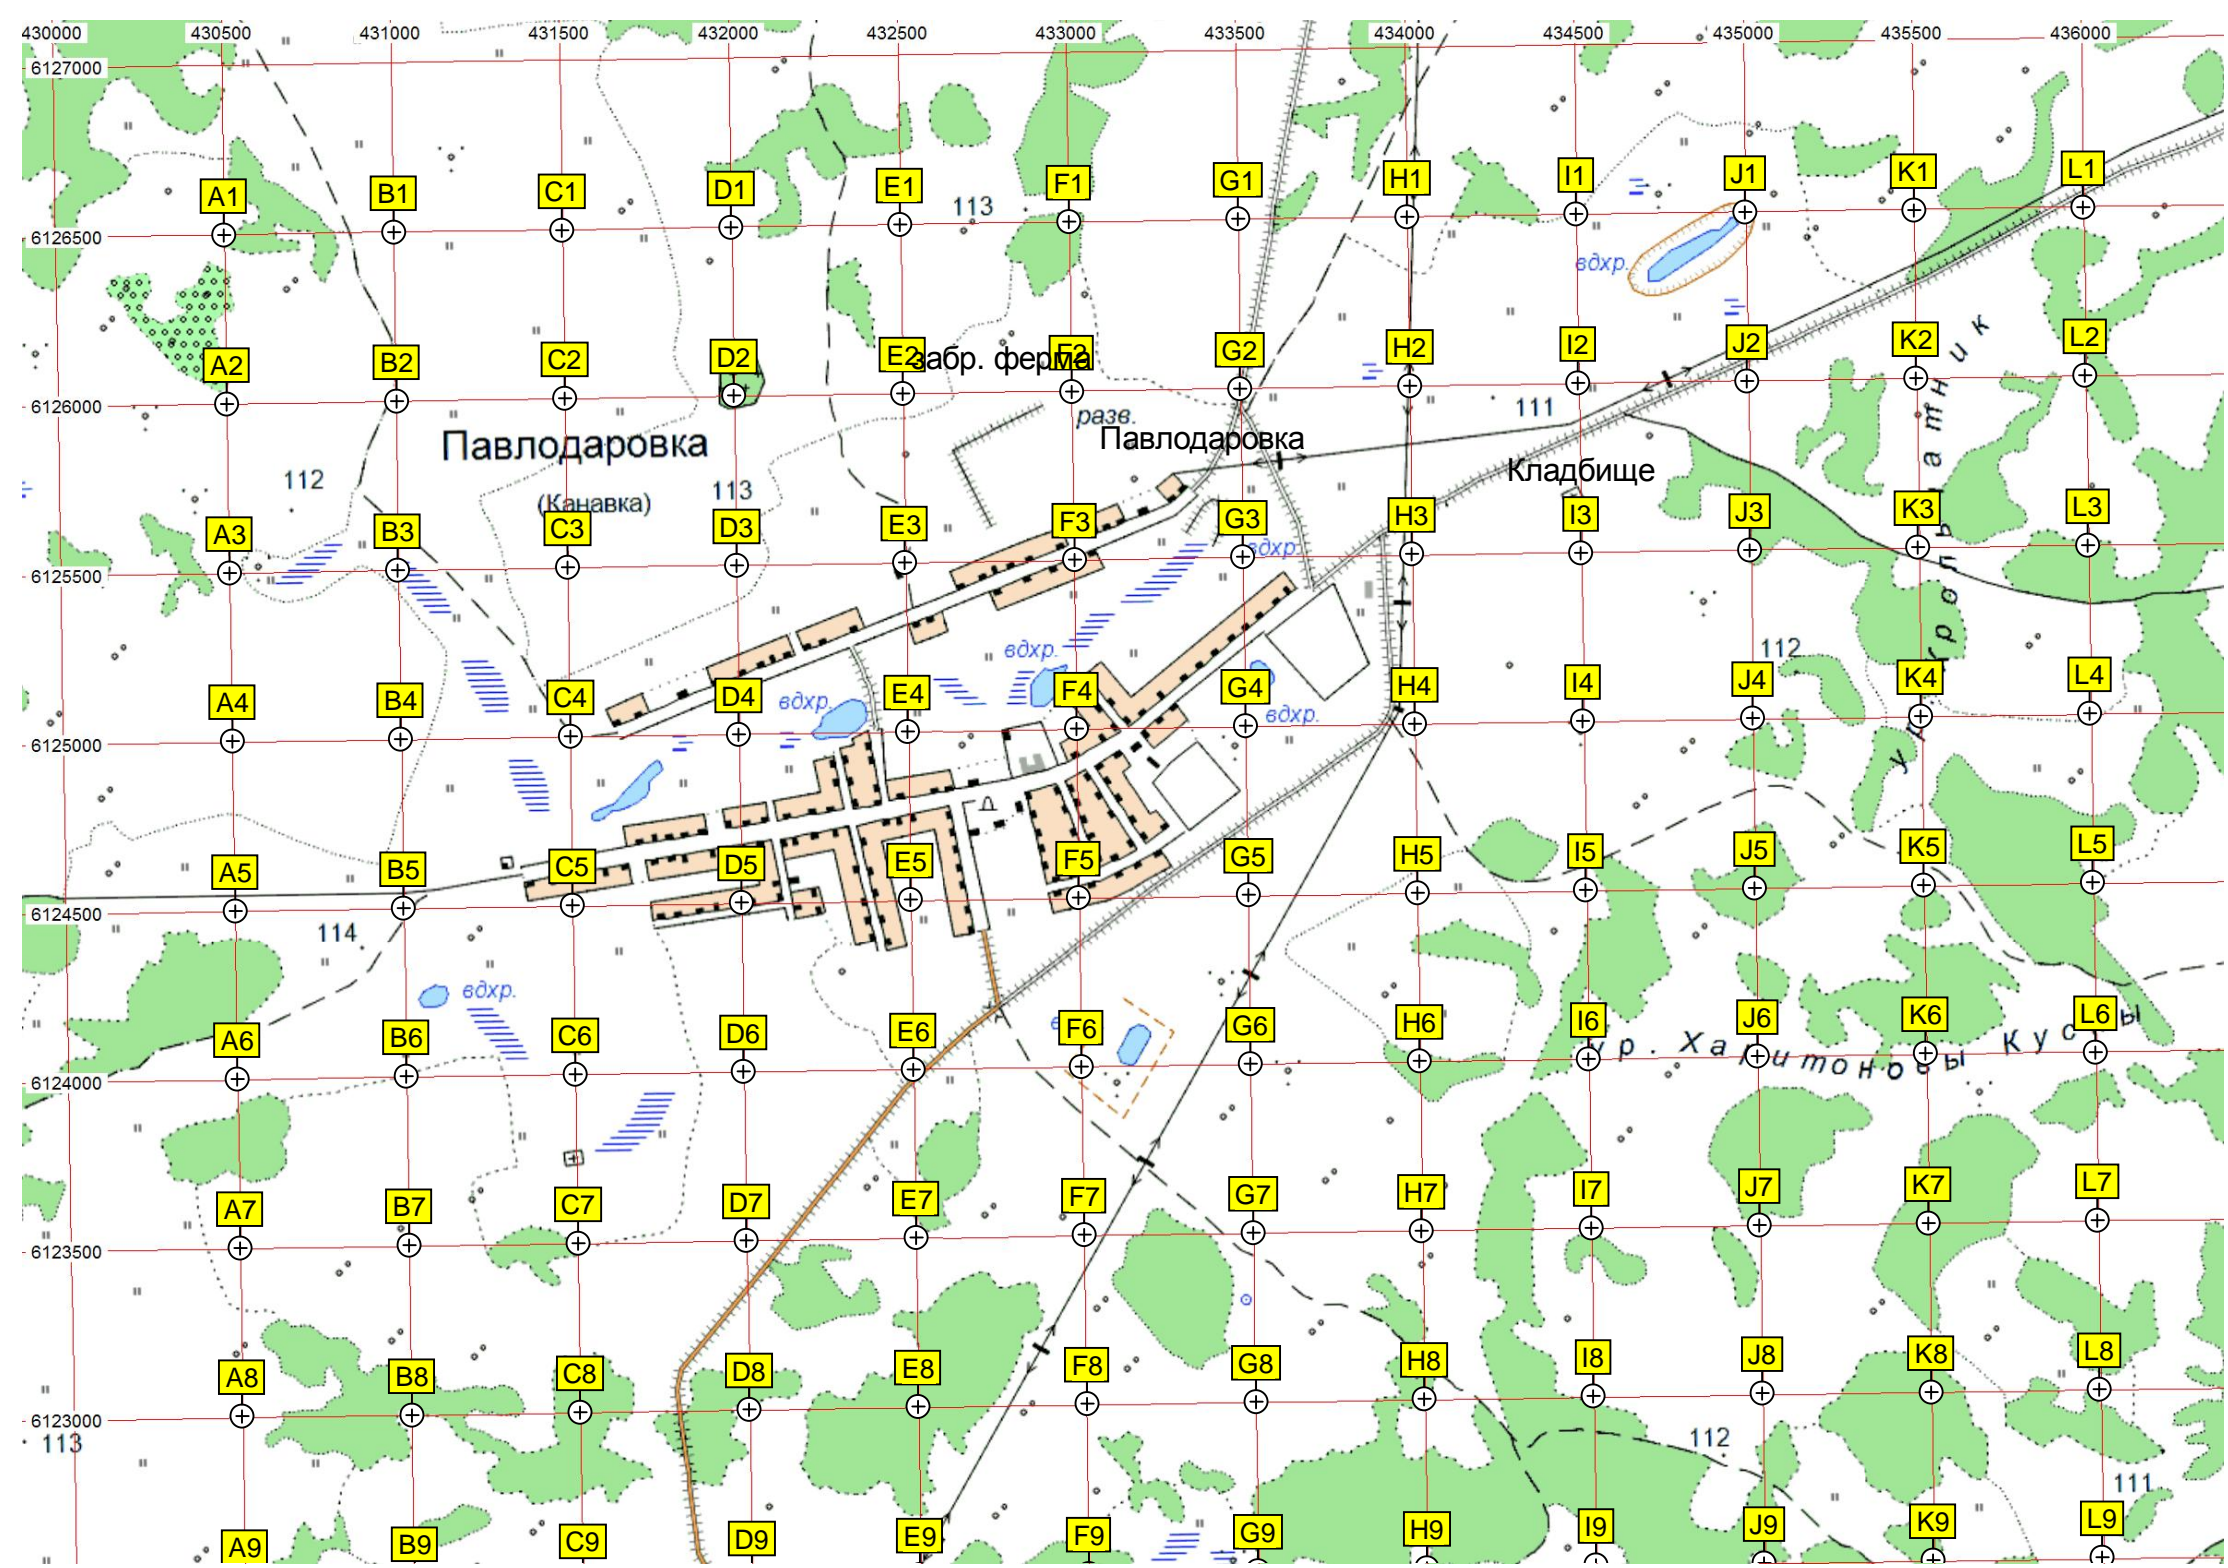 430000 430500 431000 431500 432000 432500 433000 433500 434000 434500 435000 435500 436000
6127000
A1 B1 C1 D1 E1 F1 G1 H1 I1 J1 K1 L1
113
6126500
вдхр.
A2 B2 C2 D2 E2 F2 G2 H2 I2 J2 K2 L2
забр. ферма
6126000
разв.
111
Павлодаровка
Павлодаровка
Кладбище
112
113
(Канавка)
A3 B3 C3 D3 E3 F3 G3 H3 I3 J3 K3 L3
вдхр.
6125500
вдхр.
112
A4 B4 C4 D4 E4 F4 G4 H4 I4 J4 K4 L4
вдхр.
вдхр.
6125000
ур. Крольчатник
A5 B5 C5 D5 E5 F5 G5 H5 I5 J5 K5 L5
6124500
114
вдхр.
A6 B6 C6 D6 E6 F6 G6 H6 I6 J6 K6 L6
ур. Харитоновы Кусты
6124000
A7 B7 C7 D7 E7 F7 G7 H7 I7 J7 K7 L7
6123500
A8 B8 C8 D8 E8 F8 G8 H8 I8 J8 K8 L8
6123000
113
112
111
A9 B9 C9 D9 E9 F9 G9 H9 I9 J9 K9 L9